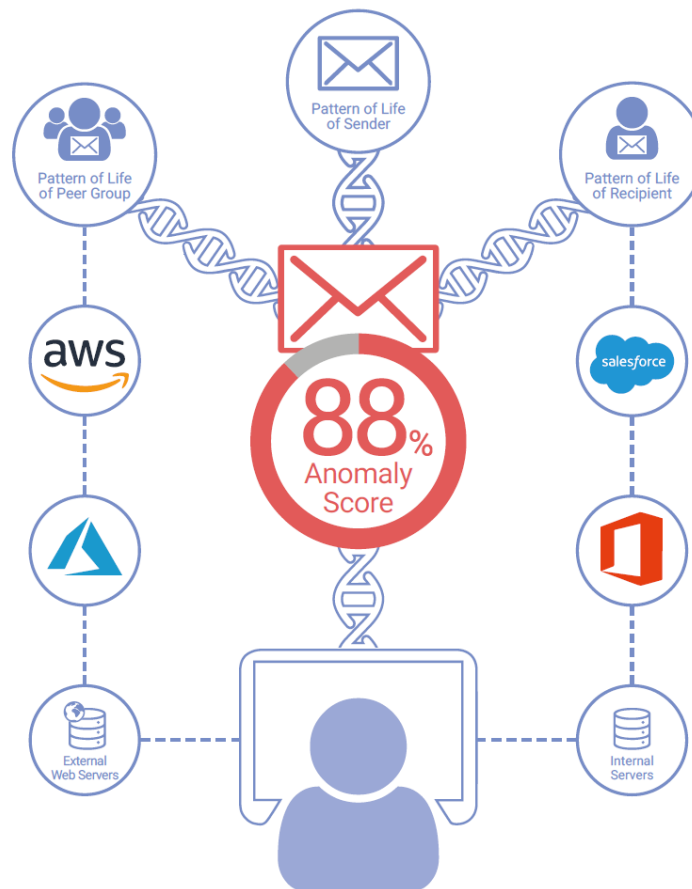 Pattern of Life
of Sender
Pattern of Life
of Peer Group
Pattern of Life
of Recipient
aws
salesforce
88%
Anomaly
Score
External
Web Servers
Internal
Servers